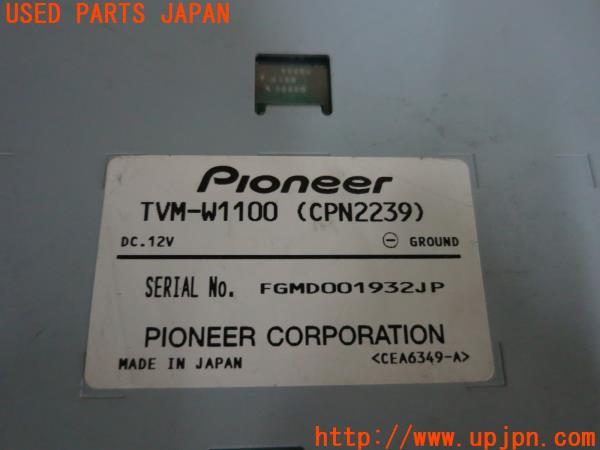 USED PARTS JAPAN
Pioneer
TVM-W1100 (CPN2239)
DC.12V
⊖ GROUND
SERIAL No. FGMD001932JP
PIONEER CORPORATION
MADE IN JAPAN
<CEA6349-A>
U-PARTS
http://www.upjpn.com